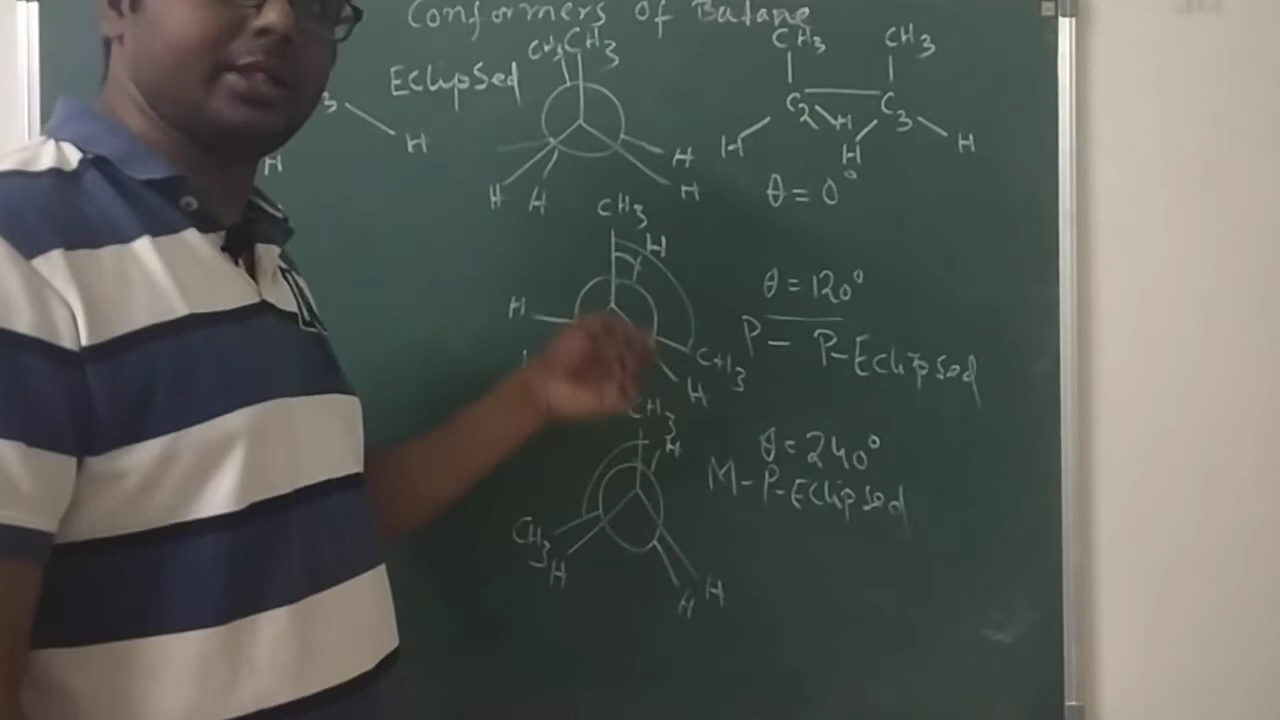 Conformers of Butane
Eclipsed
CH3 CH3
H H
H H
CH3 CH3
C2 C3
H H H H
θ = 0°
3
H
H
CH3
H
H
CH3
H
θ = 120°
P - P-Eclipsed
CH3
H
CH3
H
H H
θ = 240°
M-P-Eclipsed